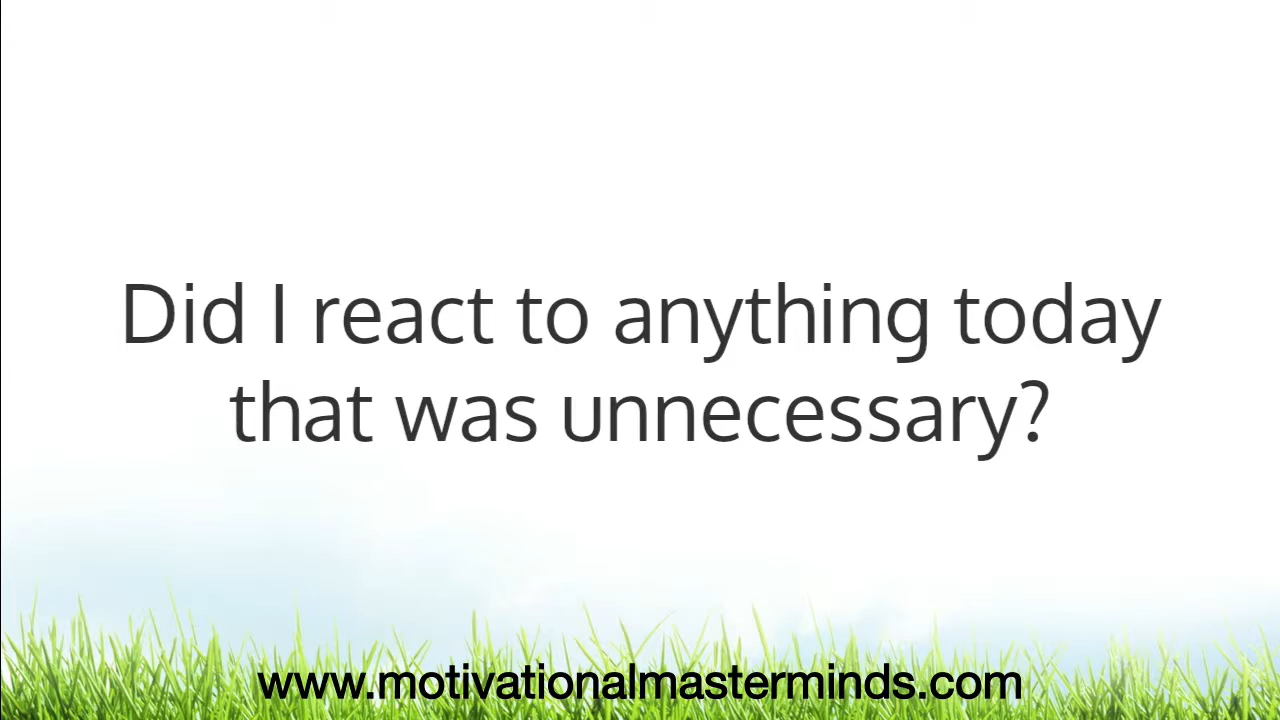 Did I react to anything today
that was unnecessary?
www.motivationalmasterminds.com